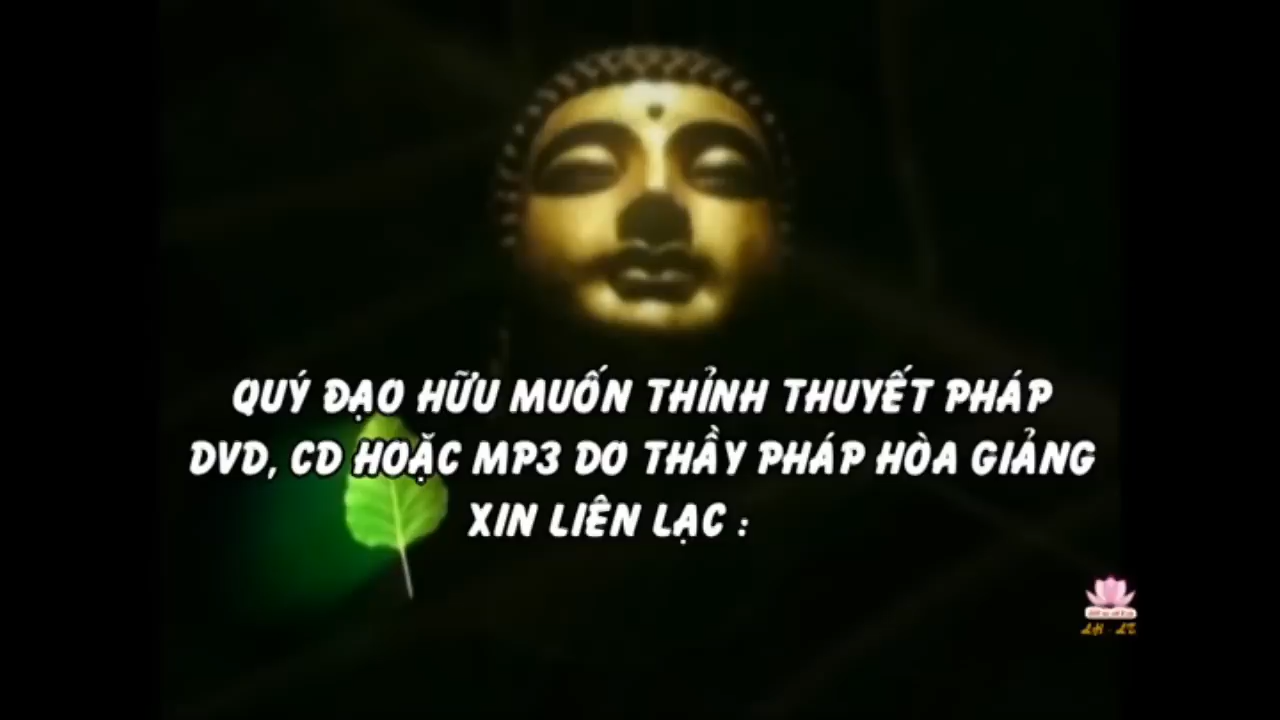 QUÝ ĐẠO HỮU MUỐN THỈNH THUYẾT PHÁP
DVD, CD HOẶC MP3 DO THẦY PHÁP HÒA GIẢNG
XIN LIÊN LẠC :